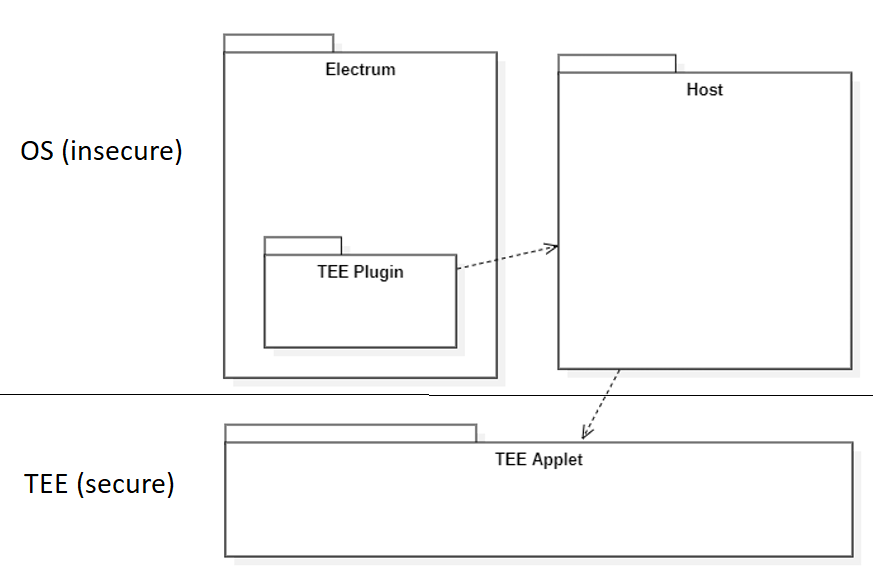 Electrum
Host
OS (insecure)
TEE Plugin
TEE Applet
TEE (secure)